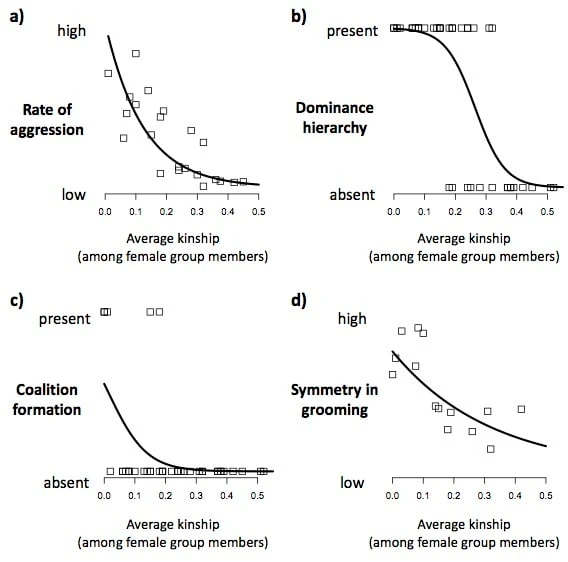 a)
high
Rate of
aggression
low
0.0 0.1 0.2 0.3 0.4 0.5
Average kinship
(among female group members)
b)
present
Dominance
hierarchy
absent
0.0 0.1 0.2 0.3 0.4 0.5
Average kinship
(among female group members)
c)
present
Coalition
formation
absent
0.0 0.1 0.2 0.3 0.4 0.5
Average kinship
(among female group members)
d)
high
Symmetry in
grooming
low
0.0 0.1 0.2 0.3 0.4 0.5
Average kinship
(among female group members)